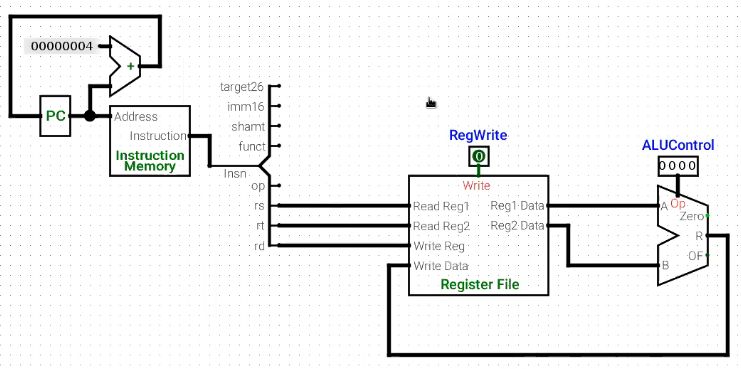 00000004
+
PC
Address
Instruction
Instruction
Memory
Insn
target26
imm16
shamt
funct
op
rs
rt
rd
RegWrite
0
Write
Read Reg1
Reg1 Data
Read Reg2
Reg2 Data
Write Reg
Write Data
Register File
ALUControl
0000
Op
A
Zero
R
OF
B